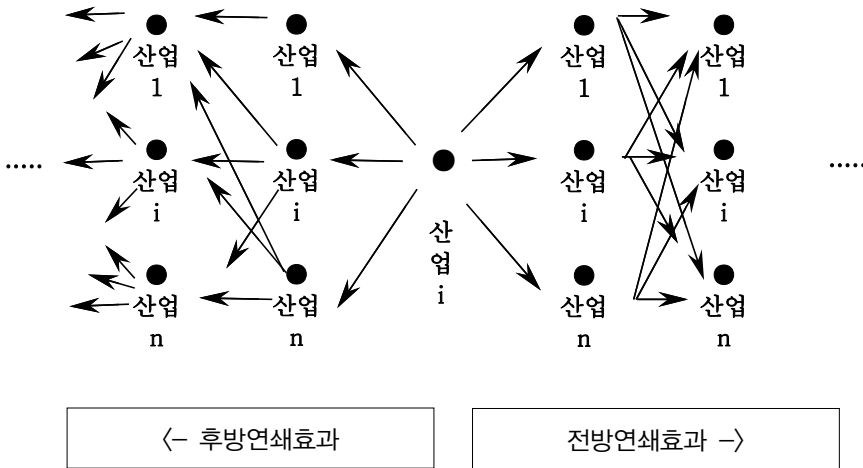 산업 산업 산업 산업
1 1 1 1
..... 산업 산업 산업 산업 .....
i i i i
산
업
i
산업 산업 산업 산업
n n n n
<- 후방연쇄효과
전방연쇄효과 ->